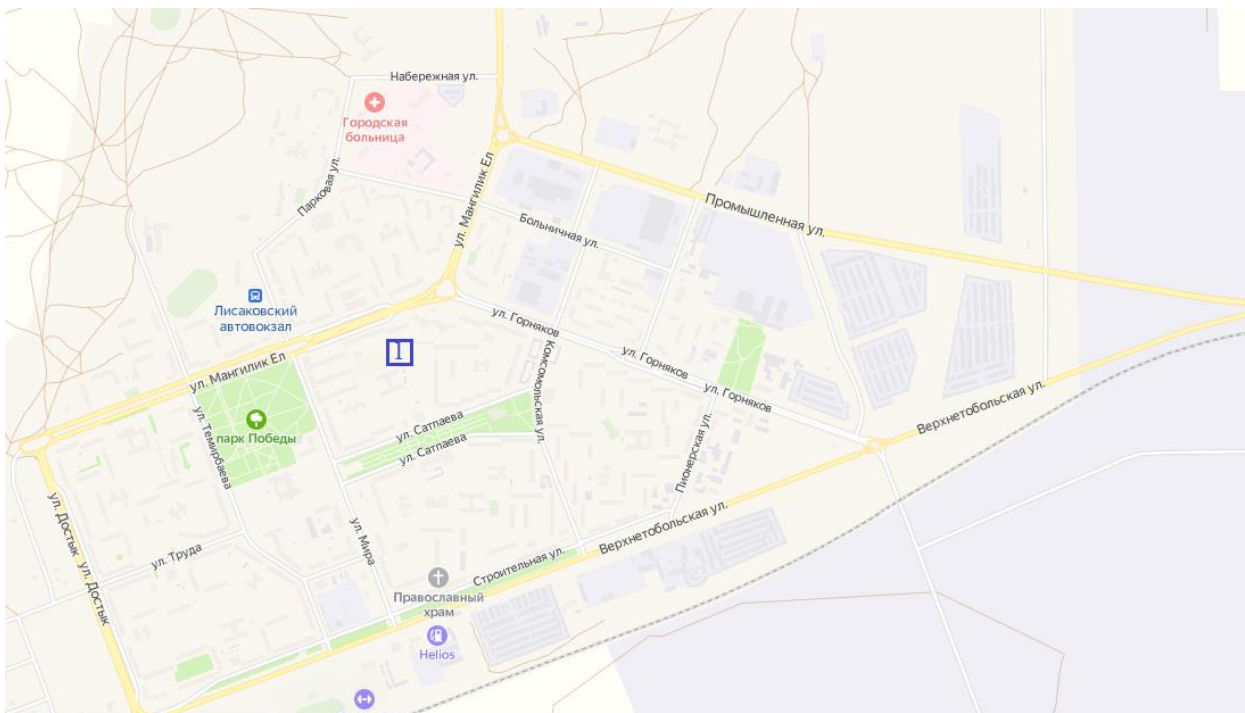 Набережная ул.
Городская
больница
ул. Мангилик Ел
Парковая ул.
Промышленная ул.
Больничная ул.
Лисаковский
автовокзал
ул. Горняков
Комсомольская ул.
1
ул. Горняков
ул. Мангилик Ел
ул. Горняков
Верхнетобольская ул.
ул. Темирбаева
парк Победы
ул. Сатпаева
ул. Сатпаева
Пионерская ул.
ул. Достык
ул. Мира
Верхнетобольская ул.
ул. Труда
Строительная ул.
ул. Достык
Православный
храм
Helios